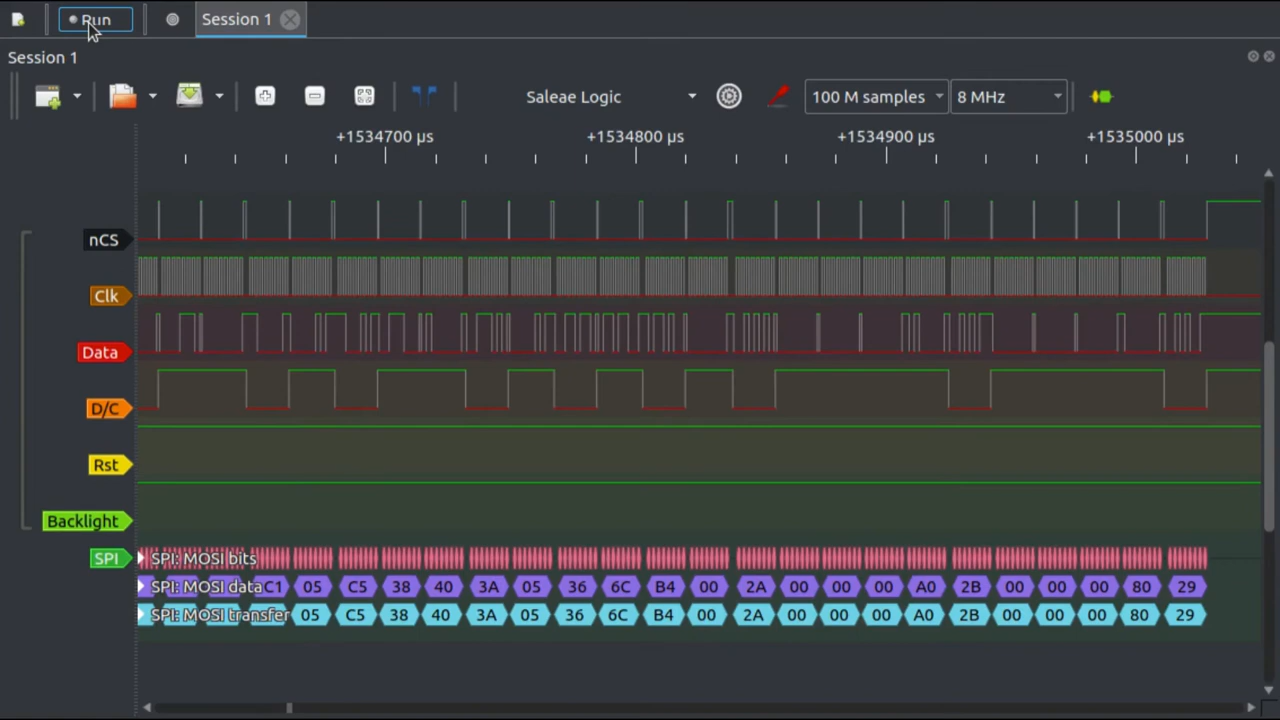 Run Session 1
Session 1
Saleae Logic 100 M samples 8 MHz
+1534700 µs +1534800 µs +1534900 µs +1535000 µs
nCS
Clk
Data
D/C
Rst
Backlight
SPI SPI: MOSI bits
SPI: MOSI data C1 05 C5 38 40 3A 05 36 6C B4 00 2A 00 00 00 A0 2B 00 00 00 80 29
SPI: MOSI transfer 05 C5 38 40 3A 05 36 6C B4 00 2A 00 00 00 A0 2B 00 00 00 80 29